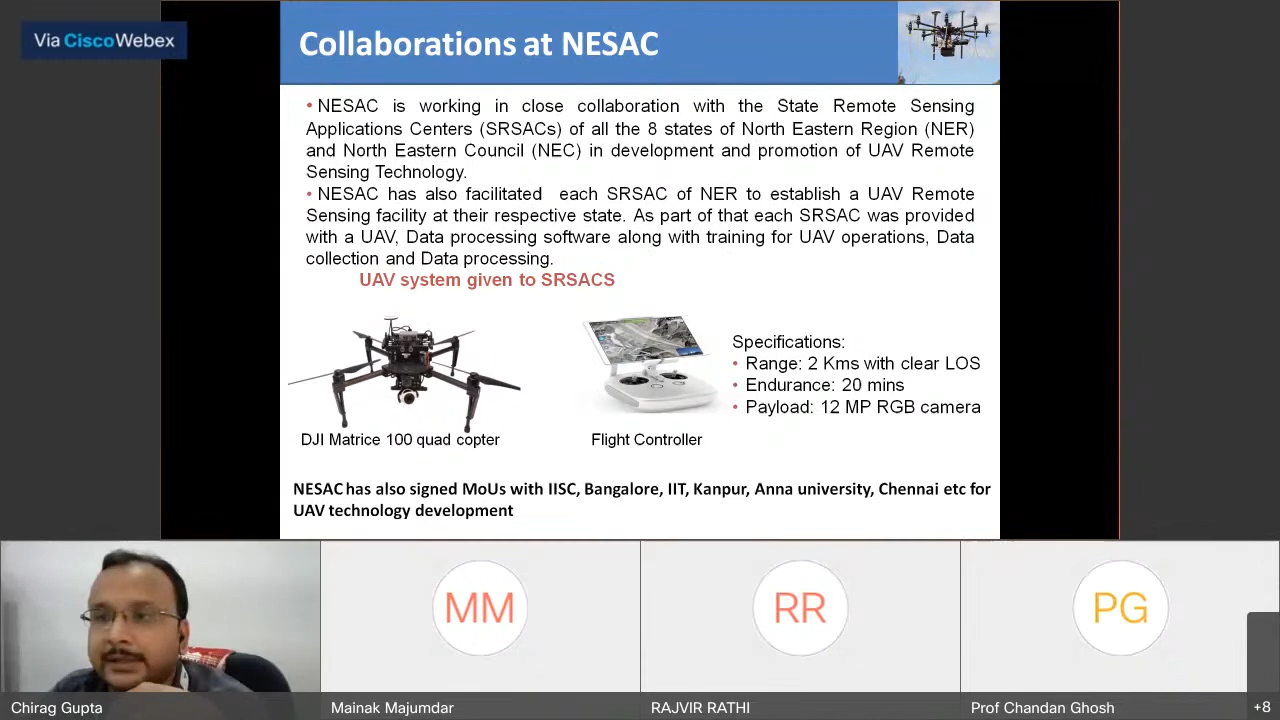 Via Cisco Webex
Collaborations at NESAC
• NESAC is working in close collaboration with the State Remote Sensing
Applications Centers (SRSACs) of all the 8 states of North Eastern Region (NER)
and North Eastern Council (NEC) in development and promotion of UAV Remote
Sensing Technology.
• NESAC has also facilitated each SRSAC of NER to establish a UAV Remote
Sensing facility at their respective state. As part of that each SRSAC was provided
with a UAV, Data processing software along with training for UAV operations, Data
collection and Data processing.
UAV system given to SRSACS
Specifications:
• Range: 2 Kms with clear LOS
• Endurance: 20 mins
• Payload: 12 MP RGB camera
DJI Matrice 100 quad copter
Flight Controller
NESAC has also signed MoUs with IISC, Bangalore, IIT, Kanpur, Anna university, Chennai etc for
UAV technology development
MM
RR
PG
Chirag Gupta
Mainak Majumdar
RAJVIR RATHI
Prof Chandan Ghosh
+8